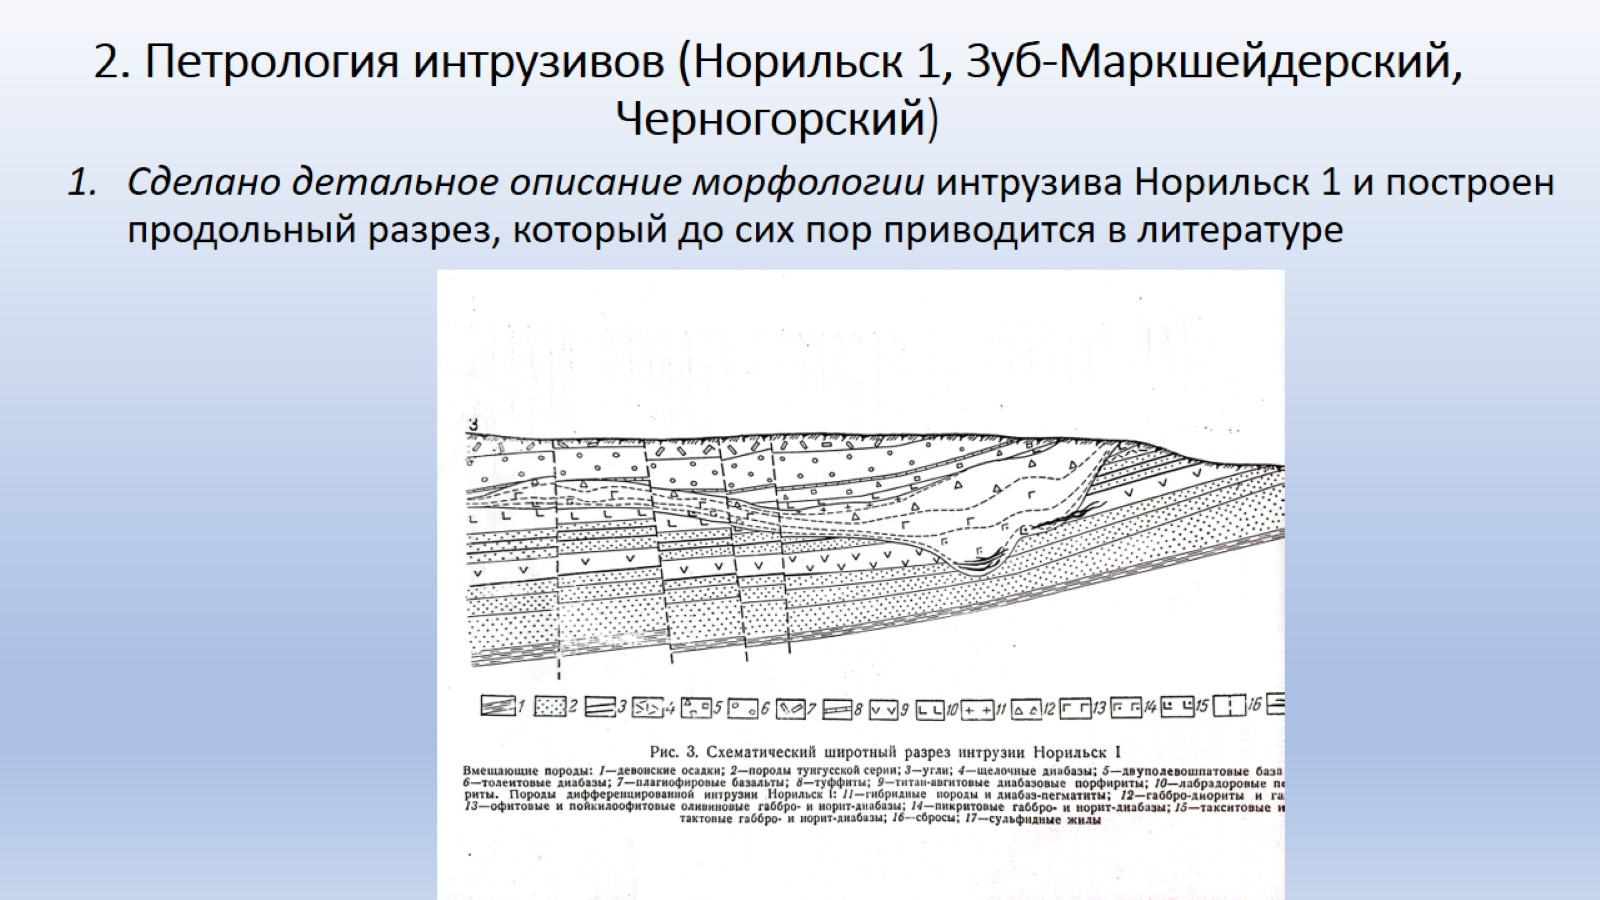 2. Петрология интрузивов (Норильск 1, Зуб-Маркшейдерский,
Черногорский)
1. Сделано детальное описание морфологии интрузива Норильск 1 и построен
продольный разрез, который до сих пор приводится в литературе
З
1 2 3 4 5 6 7 8 9 10 11 12 13 14 15 16
Рис. 3. Схематический широтный разрез интрузии Норильск I
Вмещающие породы: 1—девонские осадки; 2—породы тунгусской серии; 3—угли; 4—щелочные диабазы; 5—двуполевошпатовые база
6—толеитовые диабазы; 7—плагиофировые базальты; 8—туффиты; 9—титан-авгитовые диабазовые порфириты; 10—лабрадоровые по
риты. Породы дифференцированной интрузии Норильск I: 11—гибридные породы и диабаз-пегматиты; 12—габбро-диориты и га
13—офитовые и пойкилоофитовые оливиновые габбро- и норит-диабазы; 14—пикритовые габбро- и норит-диабазы; 15—такситовые и
тактовые габбро- и норит-диабазы; 16—сбросы; 17—сульфидные жилы